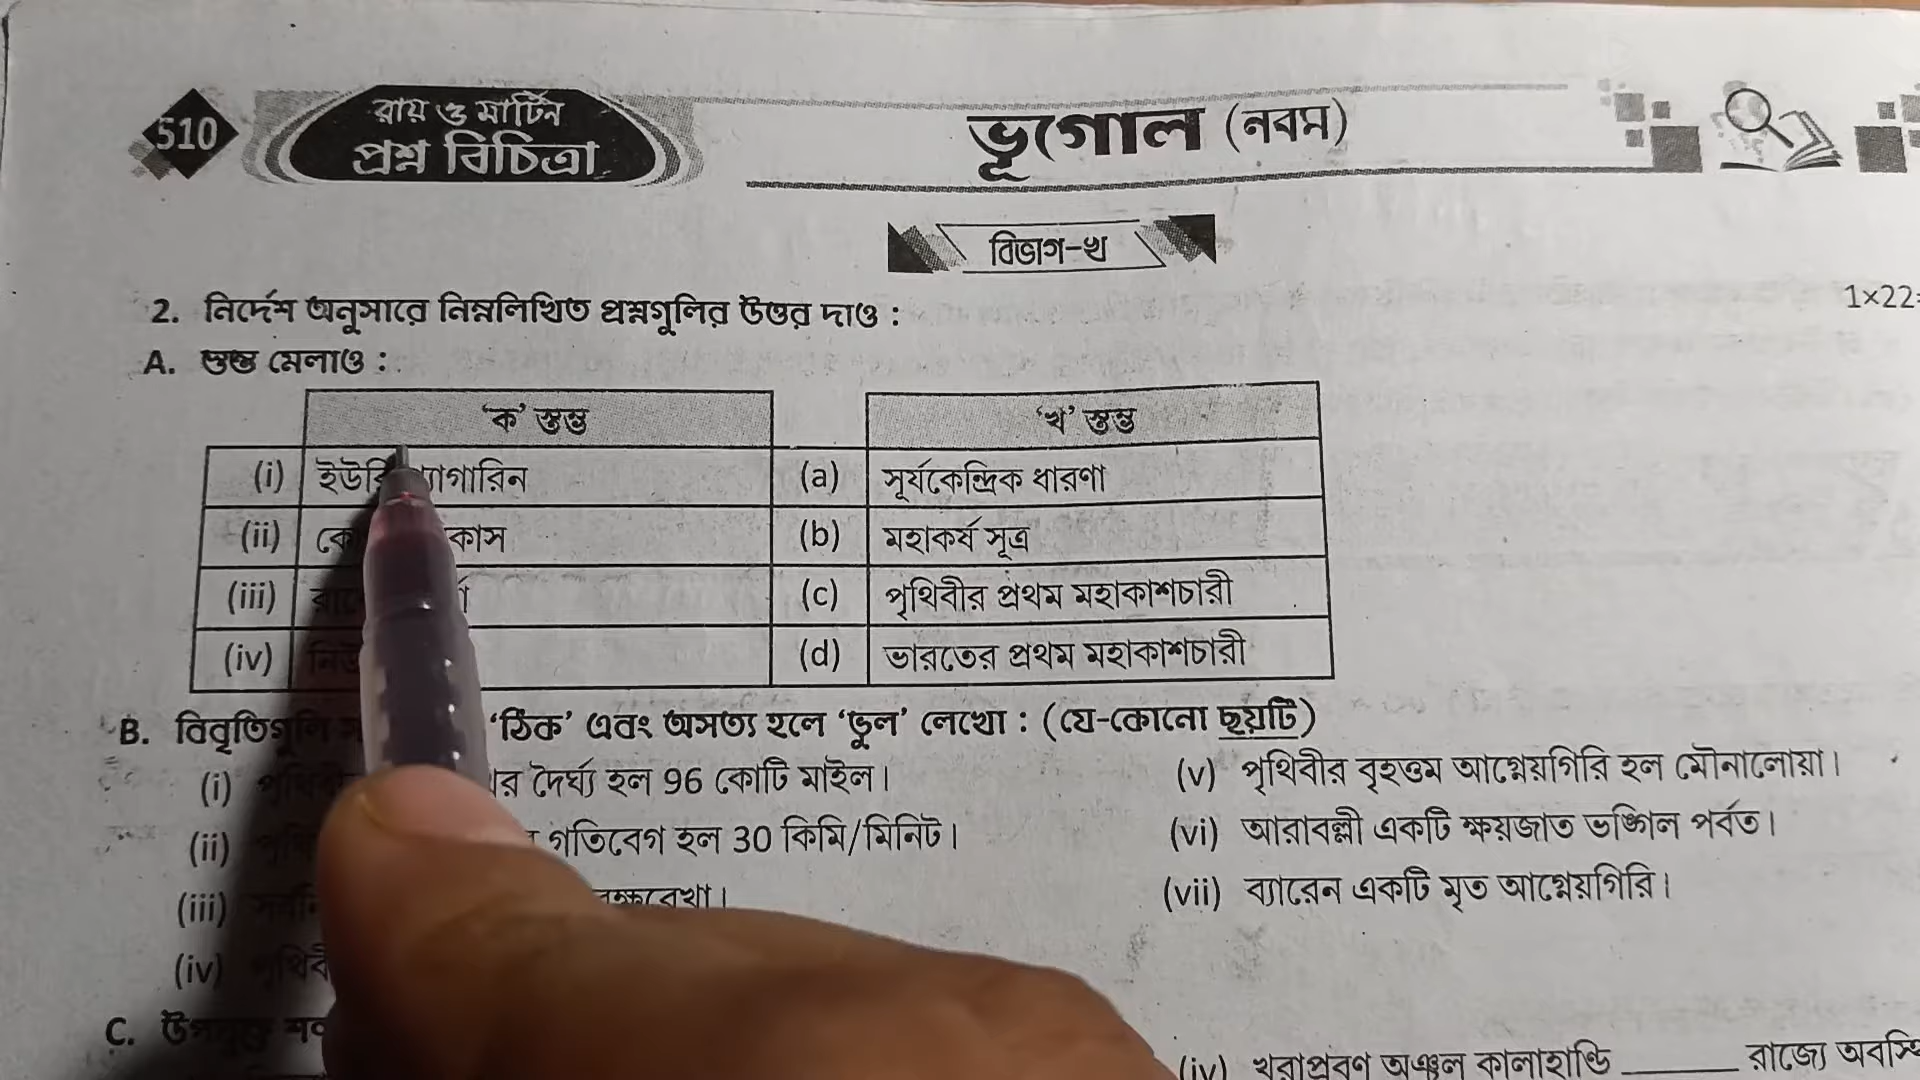 510
রায় ও মার্টিন
প্রশ্ন বিচিত্রা
ভূগোল (নবম)
বিভাগ-খ
2. নির্দেশ অনুসারে নিম্নলিখিত প্রশ্নগুলির উত্তর দাও :
1×22=
A. স্তম্ভ মেলাও :
'ক' স্তম্ভ 'খ' স্তম্ভ
(i) (a) সূর্যকেন্দ্রিক ধারণা
(ii) (b) মহাকর্ষ সূত্র
(iii) (c) পৃথিবীর প্রথম মহাকাশচারী
(iv) (d) ভারতের প্রথম মহাকাশচারী
B. 'ঠিক' এবং অসত্য হলে 'ভুল' লেখো : (যে-কোনো ছয়টি)
(i) দৈর্ঘ্য হল 96 কোটি মাইল।
(ii) গতিবেগ হল 30 কিমি/মিনিট।
(iii)
(iv)
(v) পৃথিবীর বৃহত্তম আগ্নেয়গিরি হল মৌনালোয়া।
(vi) আরাবল্লী একটি ক্ষয়জাত ভঙ্গিল পর্বত।
(vii) ব্যারেন একটি মৃত আগ্নেয়গিরি।
C.
(iv) খরাপ্রবণ অঞ্চল কালাহাণ্ডি ______ রাজ্যে